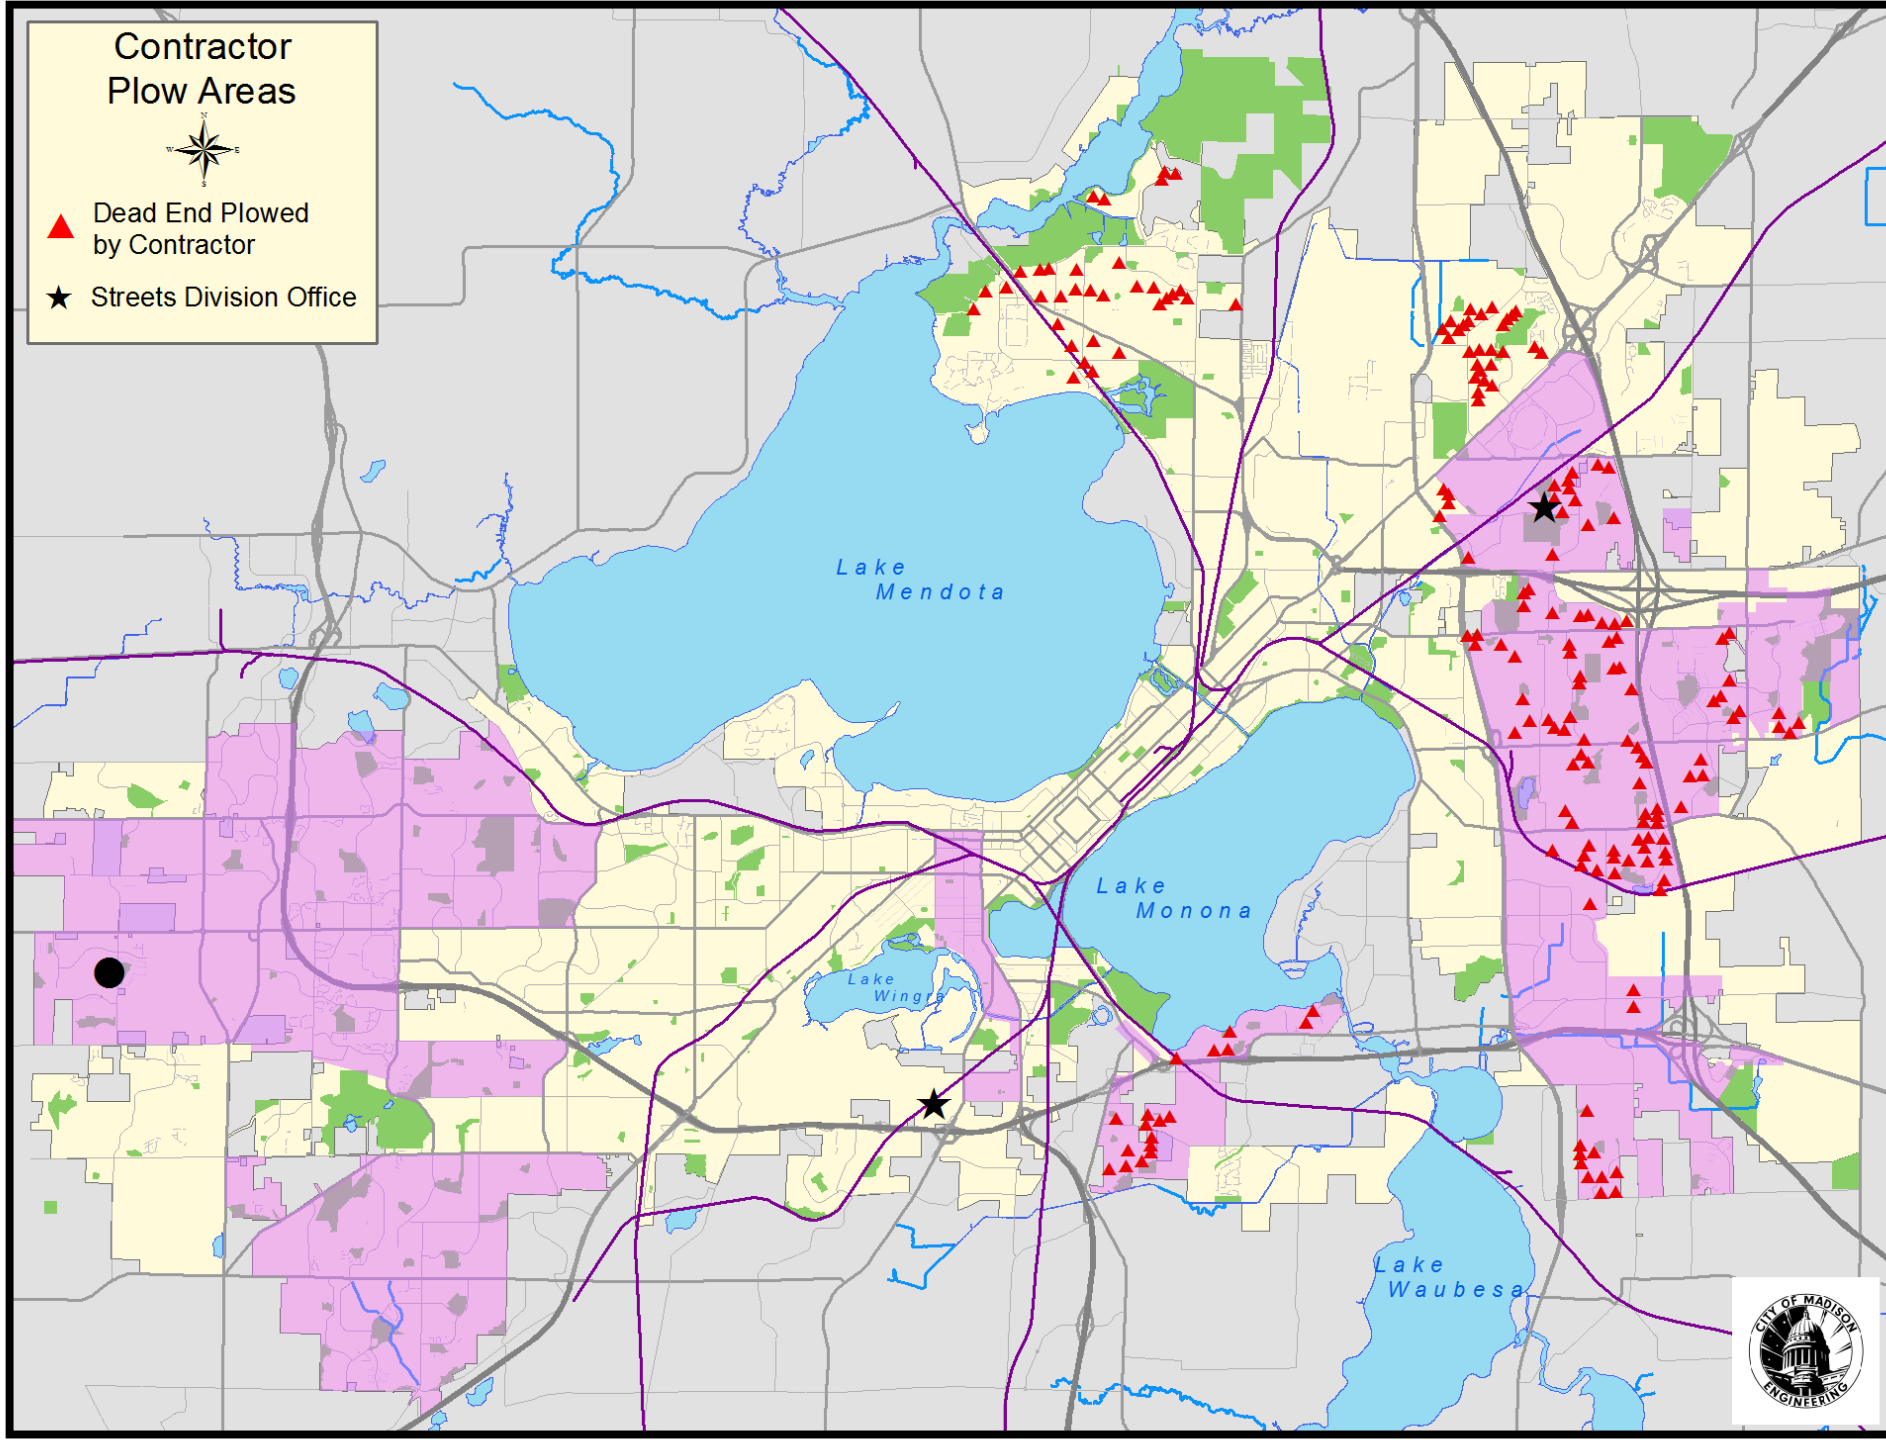 Contractor
Plow Areas
N
W E
S
Dead End Plowed
by Contractor
Streets Division Office
Lake
Mendota
Lake
Monona
Lake
Wingra
Lake
Waubesa
CITY OF MADISON
ENGINEERING